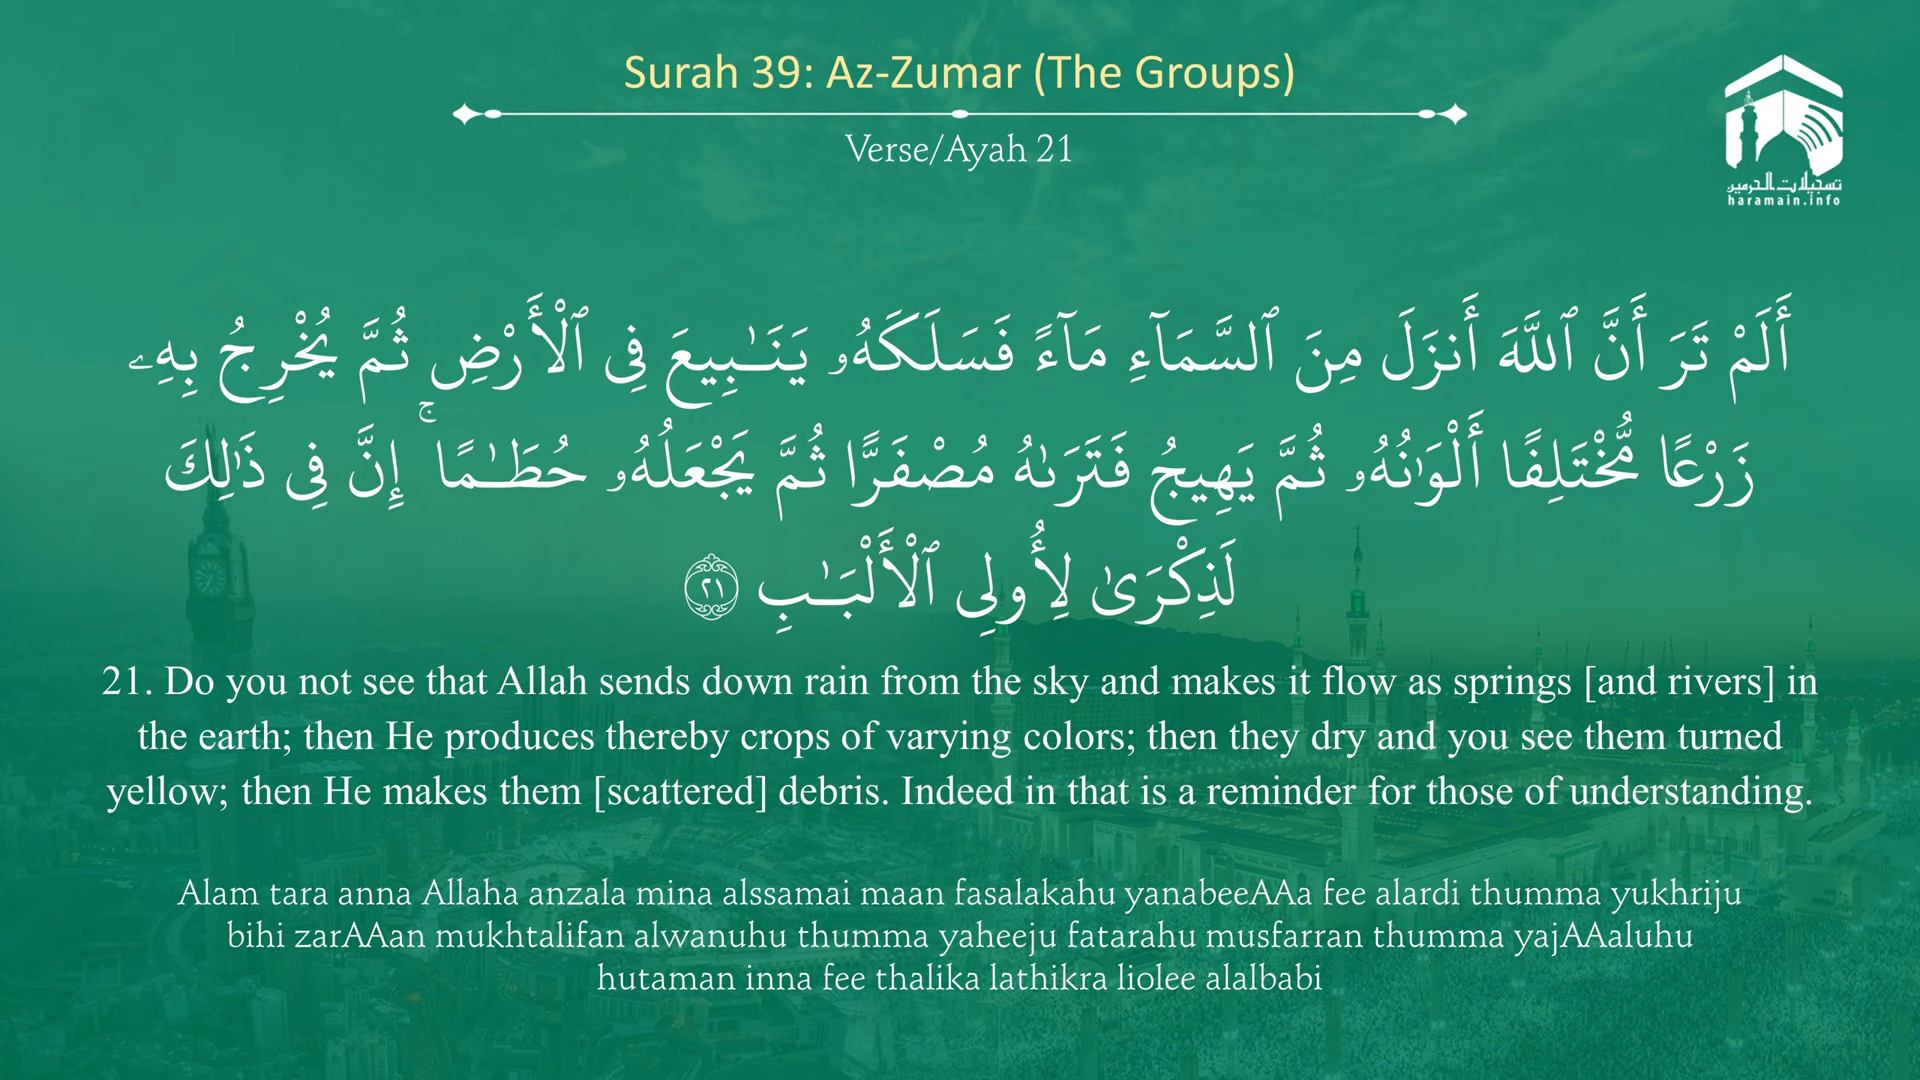 Surah 39: Az-Zumar (The Groups)
Verse/Ayah 21
تسجيلات الحرمين
haramain.info
أَلَمْ تَرَ أَنَّ ٱللَّهَ أَنزَلَ مِنَ ٱلسَّمَآءِ مَآءً فَسَلَكَهُۥ يَنَـٰبِيعَ فِى ٱلْأَرْضِ ثُمَّ يُخْرِجُ بِهِۦ
زَرْعًا مُّخْتَلِفًا أَلْوَٰنُهُۥ ثُمَّ يَهِيجُ فَتَرَىٰهُ مُصْفَرًّا ثُمَّ يَجْعَلُهُۥ حُطَـٰمًا ۚ إِنَّ فِى ذَٰلِكَ
لَذِكْرَىٰ لِأُو۟لِى ٱلْأَلْبَـٰبِ ٢١
21. Do you not see that Allah sends down rain from the sky and makes it flow as springs [and rivers] in
the earth; then He produces thereby crops of varying colors; then they dry and you see them turned
yellow; then He makes them [scattered] debris. Indeed in that is a reminder for those of understanding.
Alam tara anna Allaha anzala mina alssamai maan fasalakahu yanabeeAAa fee alardi thumma yukhriju
bihi zarAAan mukhtalifan alwanuhu thumma yaheeju fatarahu musfarran thumma yajAAaluhu
hutaman inna fee thalika lathikra liolee alalbabi